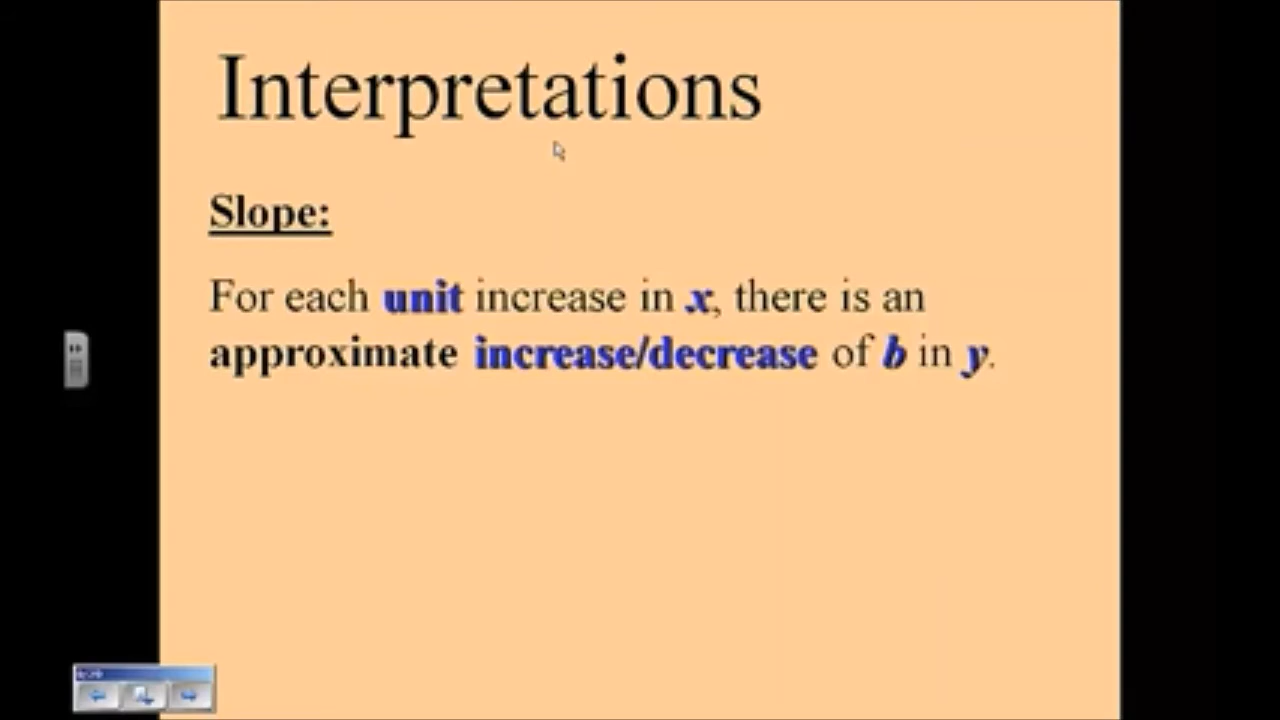 Interpretations
Slope:
For each unit increase in x, there is an
approximate increase/decrease of b in y.